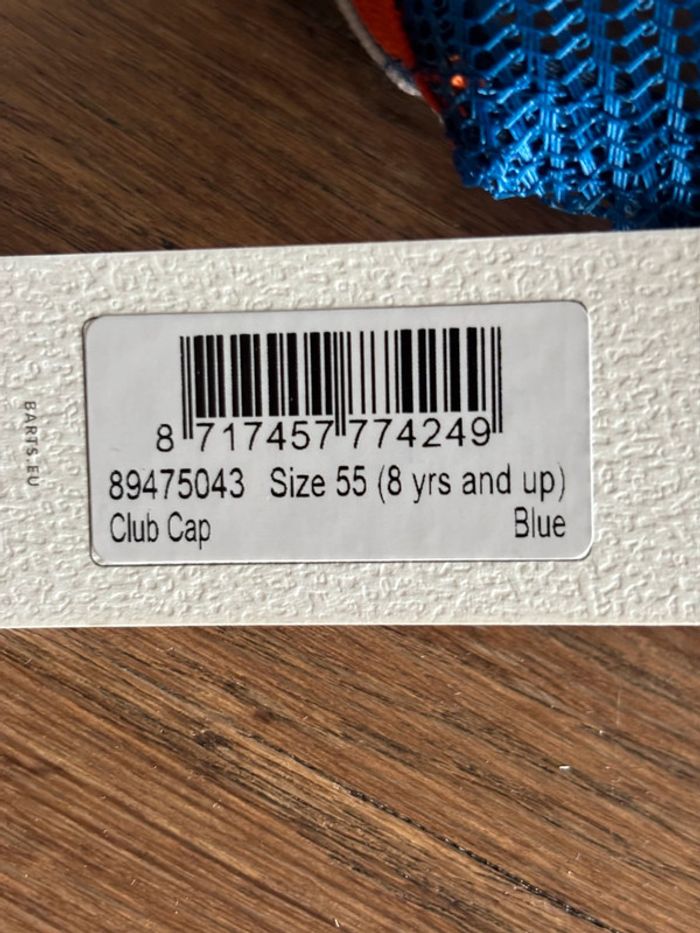 BARTS.EU
8 717457 774249
89475043 Size 55 (8 yrs and up)
Club Cap Blue